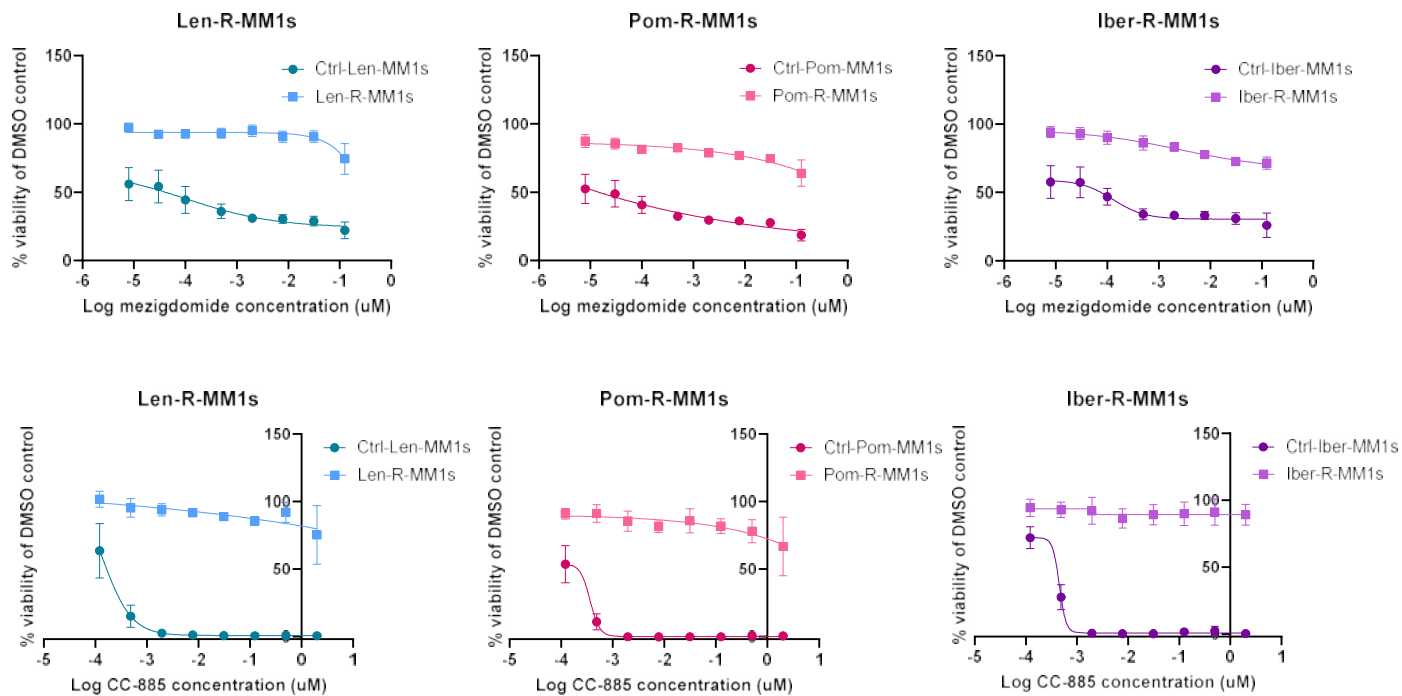 Len-R-MM1s
Pom-R-MM1s
Iber-R-MM1s
% viability of DMSO control
150
100
50
0
-6 -5 -4 -3 -2 -1 0
Log mezigdomide concentration (uM)
Ctrl-Len-MM1s
Len-R-MM1s
% viability of DMSO control
150
100
50
0
-6 -5 -4 -3 -2 -1 0
Log mezigdomide concentration (uM)
Ctrl-Pom-MM1s
Pom-R-MM1s
% viability of DMSO control
150
100
50
0
-6 -5 -4 -3 -2 -1 0
Log mezigdomide concentration (uM)
Ctrl-Iber-MM1s
Iber-R-MM1s
Len-R-MM1s
Pom-R-MM1s
Iber-R-MM1s
% viability of DMSO control
150
100
50
-5 -4 -3 -2 -1 0 1
Log CC-885 concentration (uM)
Ctrl-Len-MM1s
Len-R-MM1s
% viability of DMSO control
150
100
50
-5 -4 -3 -2 -1 0 1
Log CC-885 concentration (uM)
Ctrl-Pom-MM1s
Pom-R-MM1s
% viability of DMSO control
150
100
50
0
-5 -4 -3 -2 -1 0 1
Log CC-885 concentration (uM)
Ctrl-Iber-MM1s
Iber-R-MM1s